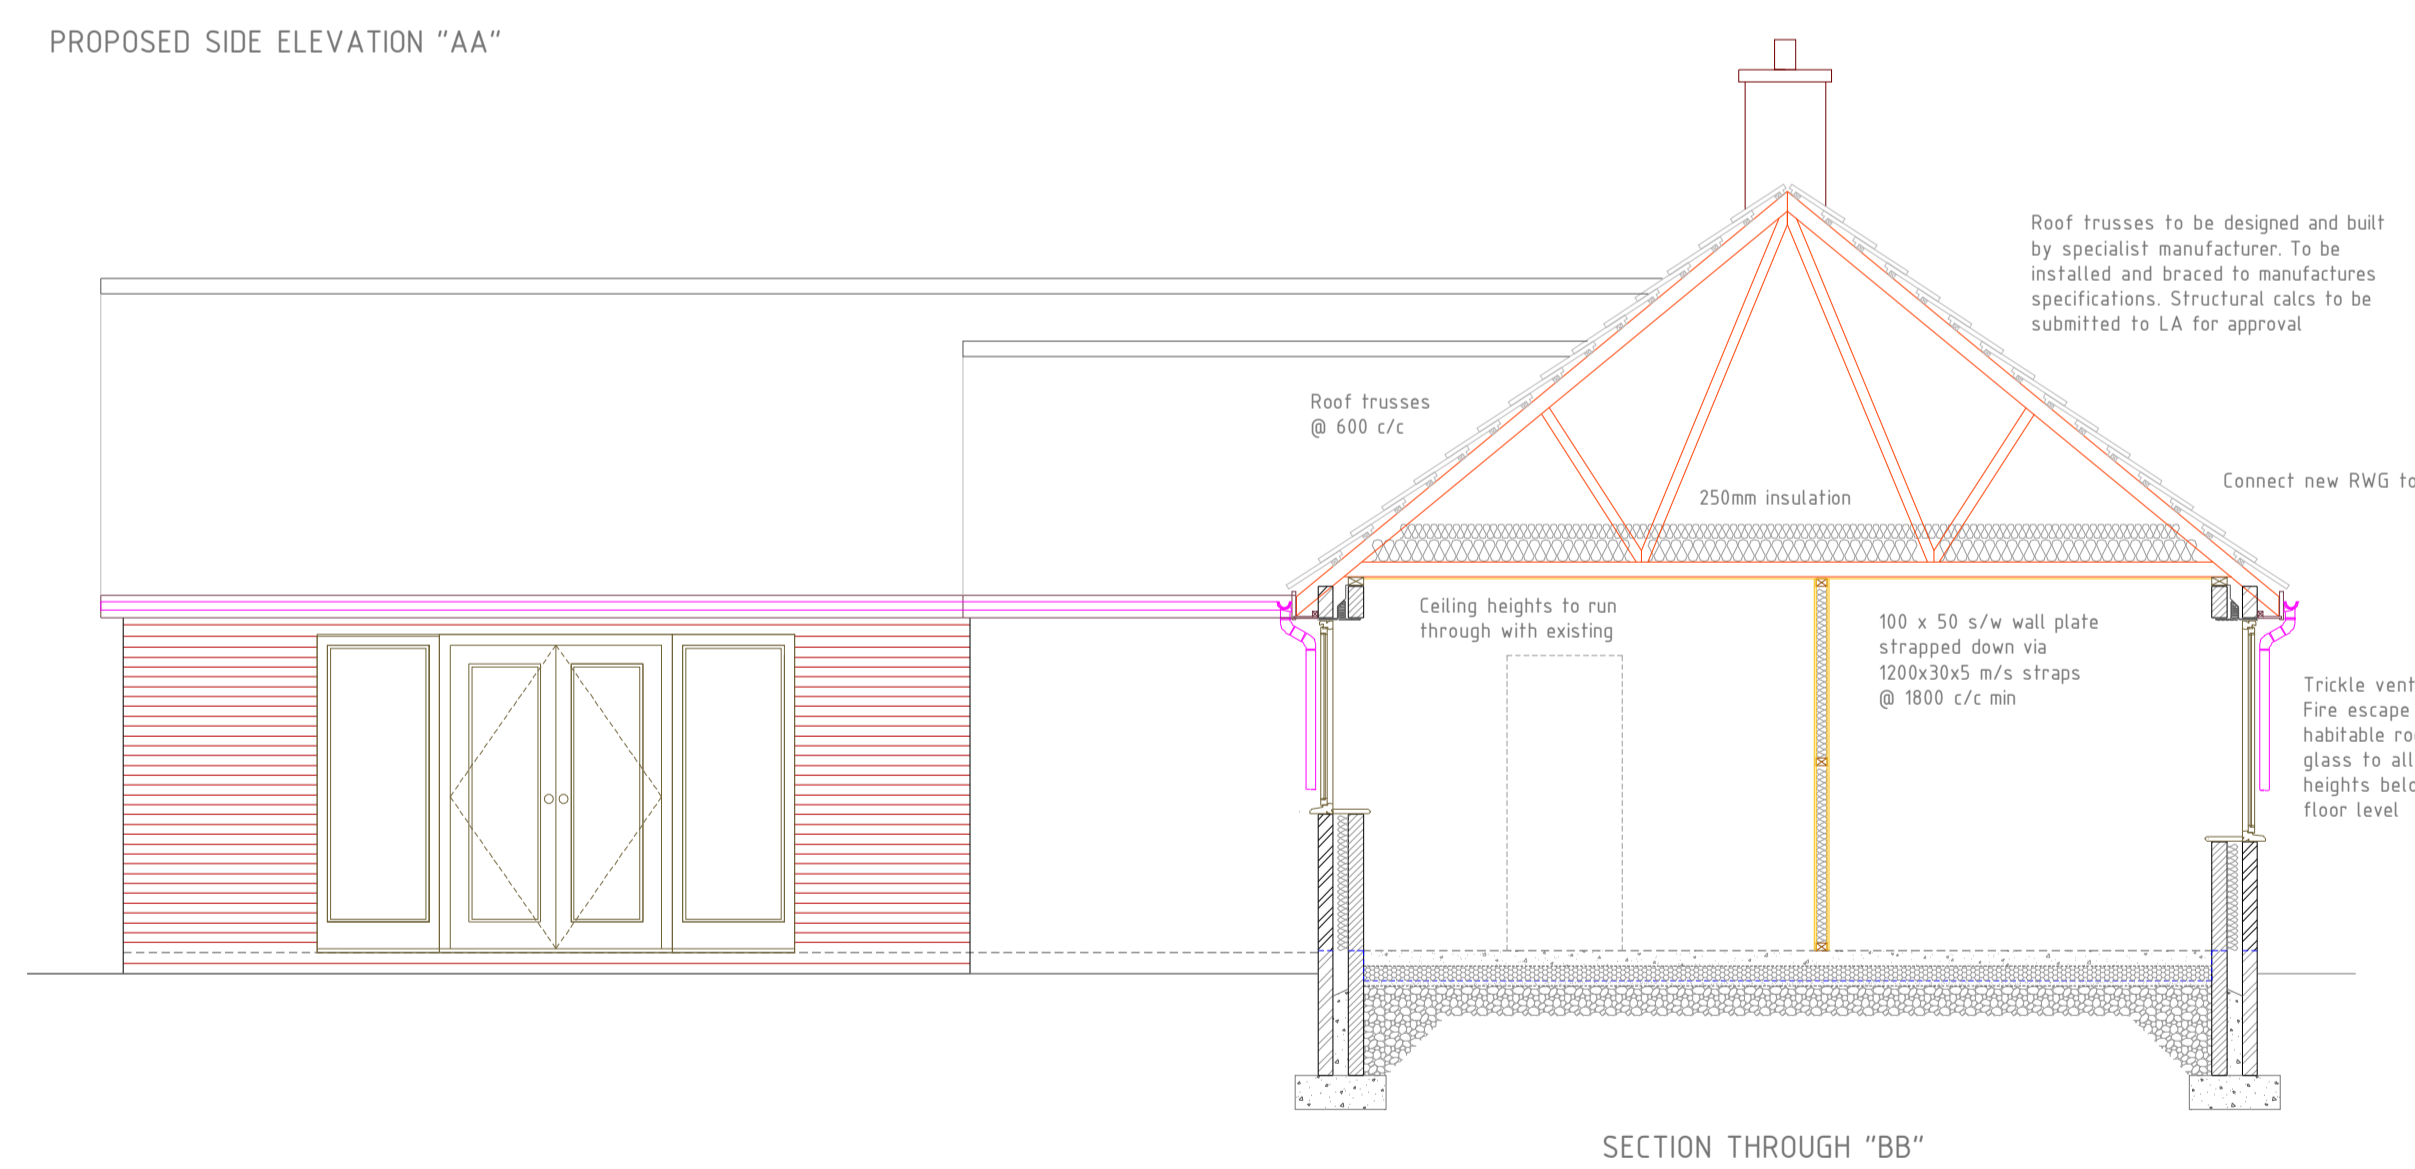 PROPOSED SIDE ELEVATION "AA"
Roof trusses to be designed and built
by specialist manufacturer. To be
installed and braced to manufactures
specifications. Structural calcs to be
submitted to LA for approval
Roof trusses
@ 600 c/c
Connect new RWG to
250mm insulation
Ceiling heights to run
through with existing
100 x 50 s/w wall plate
strapped down via
1200x30x5 m/s straps
@ 1800 c/c min
Trickle vent
Fire escape
habitable
glass to all
heights
floor level
SECTION THROUGH "BB"